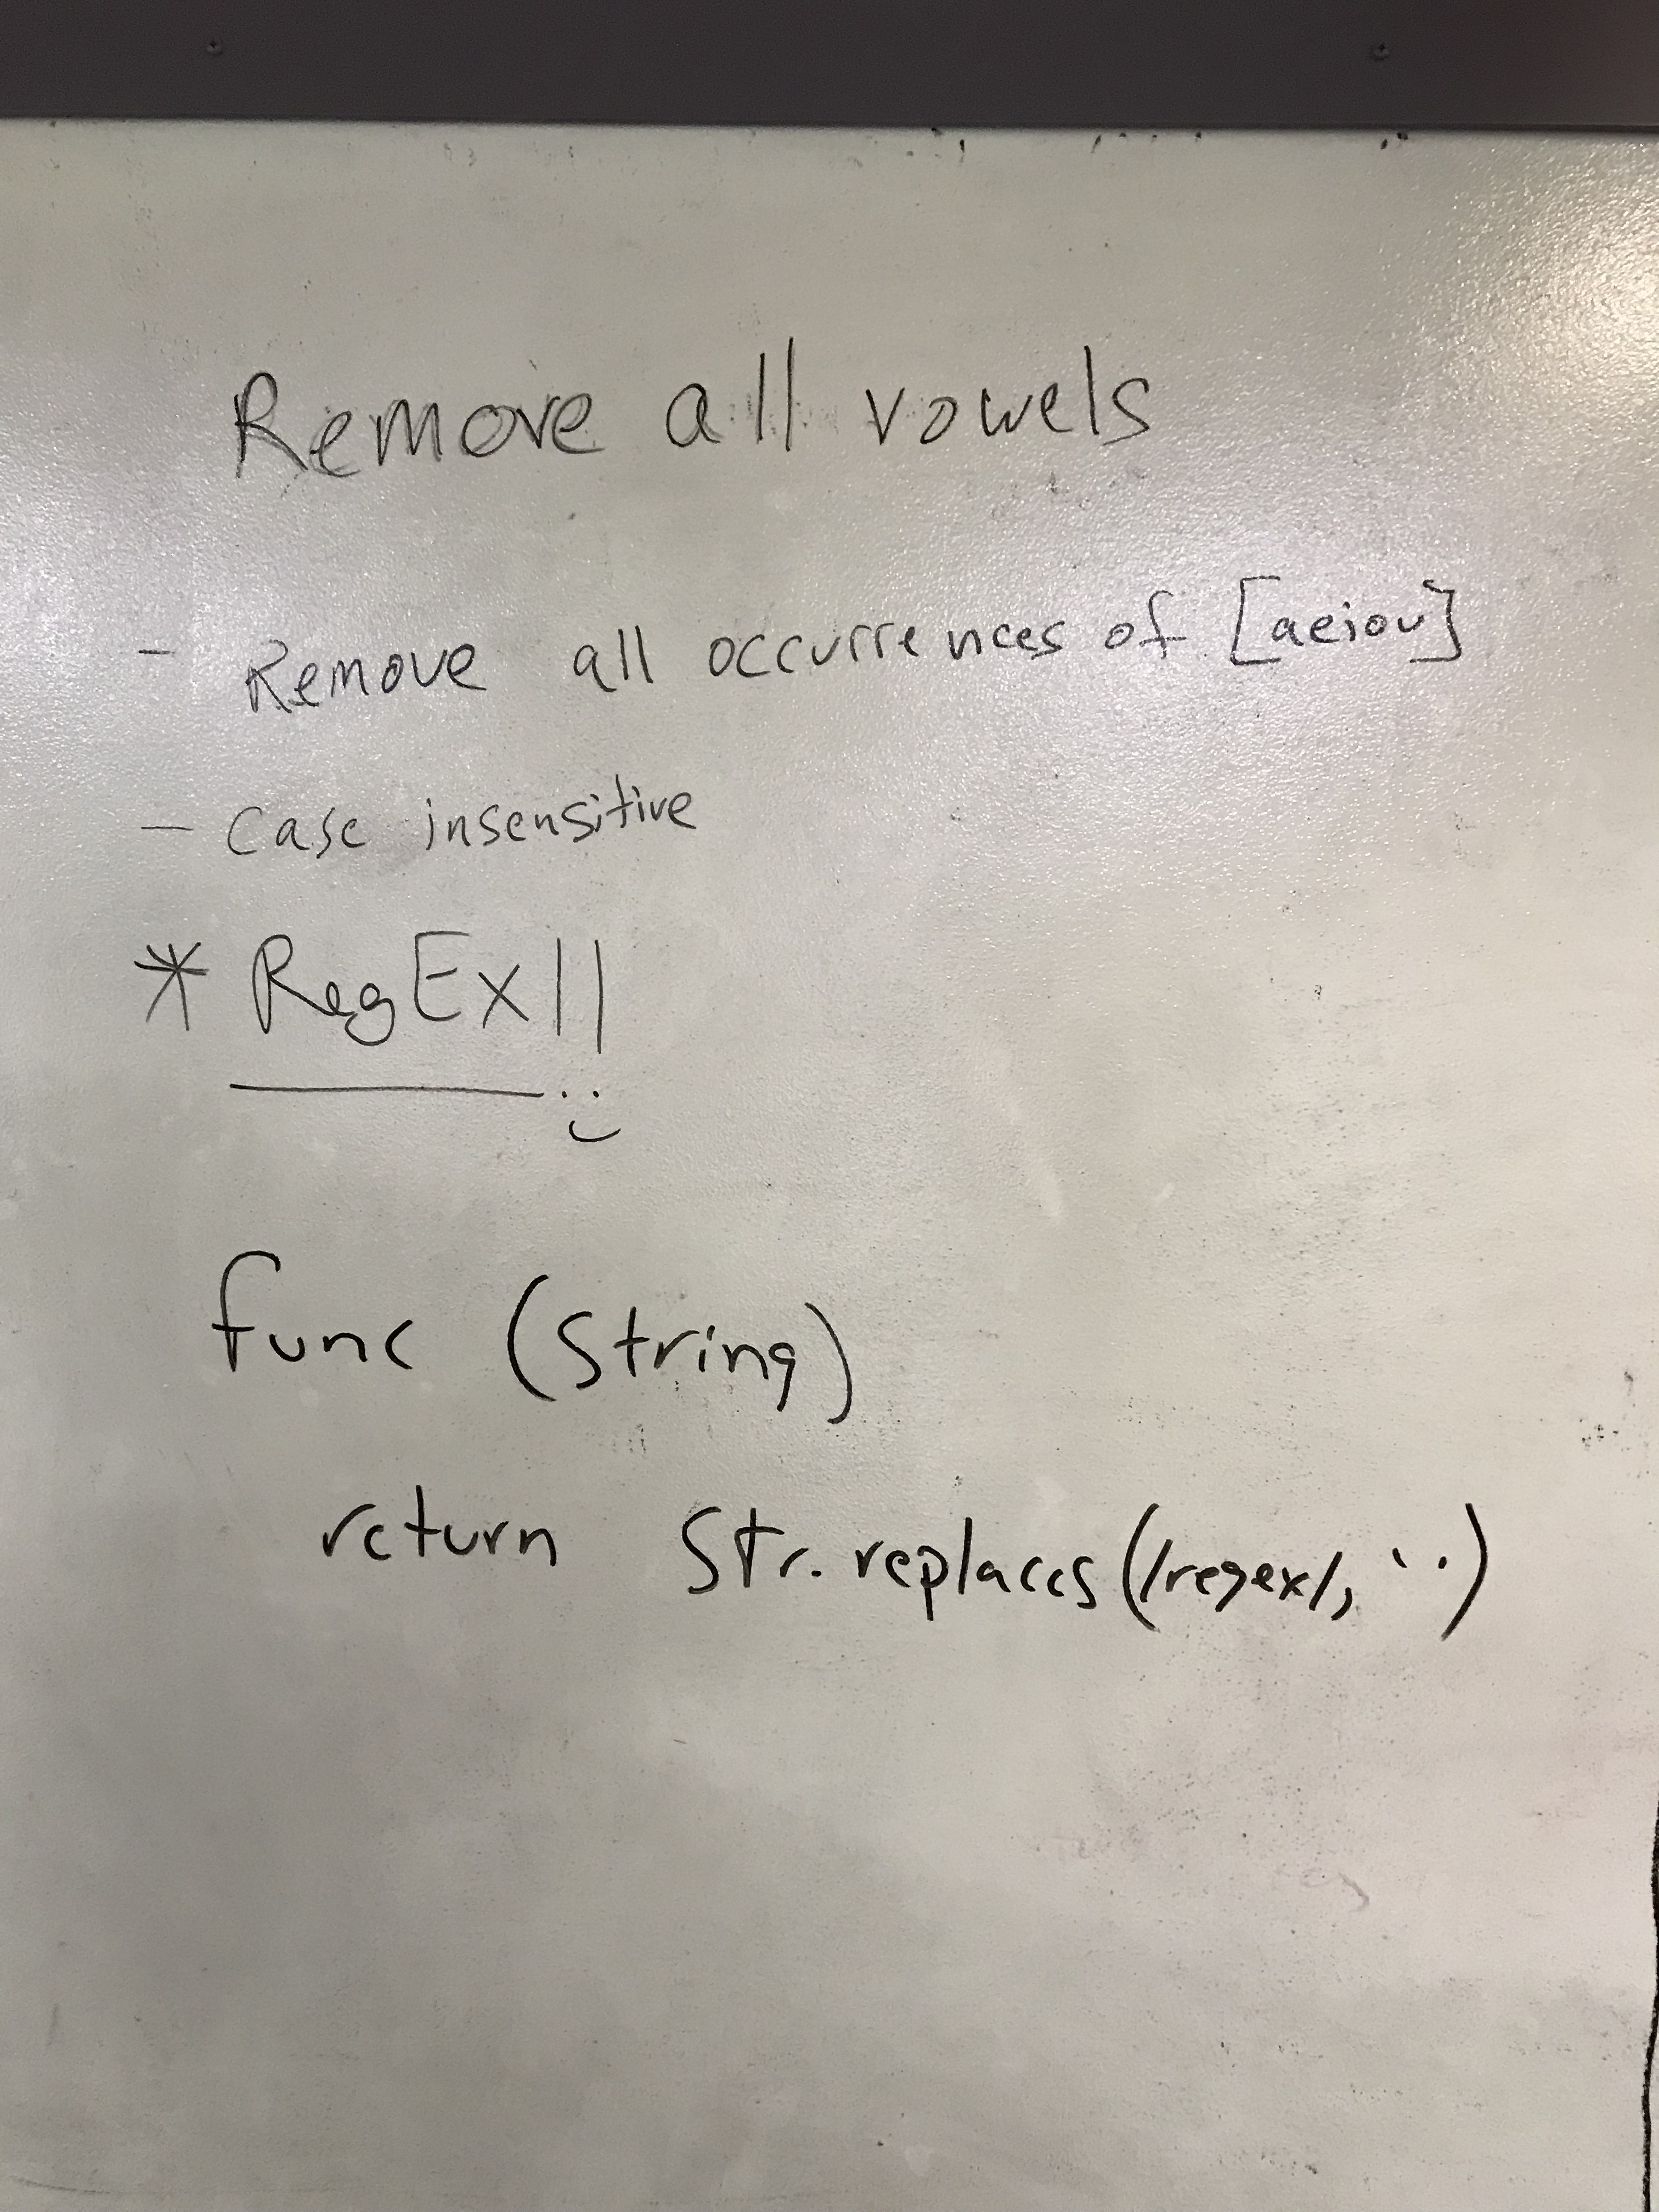 Remove all vowels
- Remove all occurrences of [aeiou]
- Case insensitive
* RegEx!!
func (string)
return Str.replaces(/regex/, '')